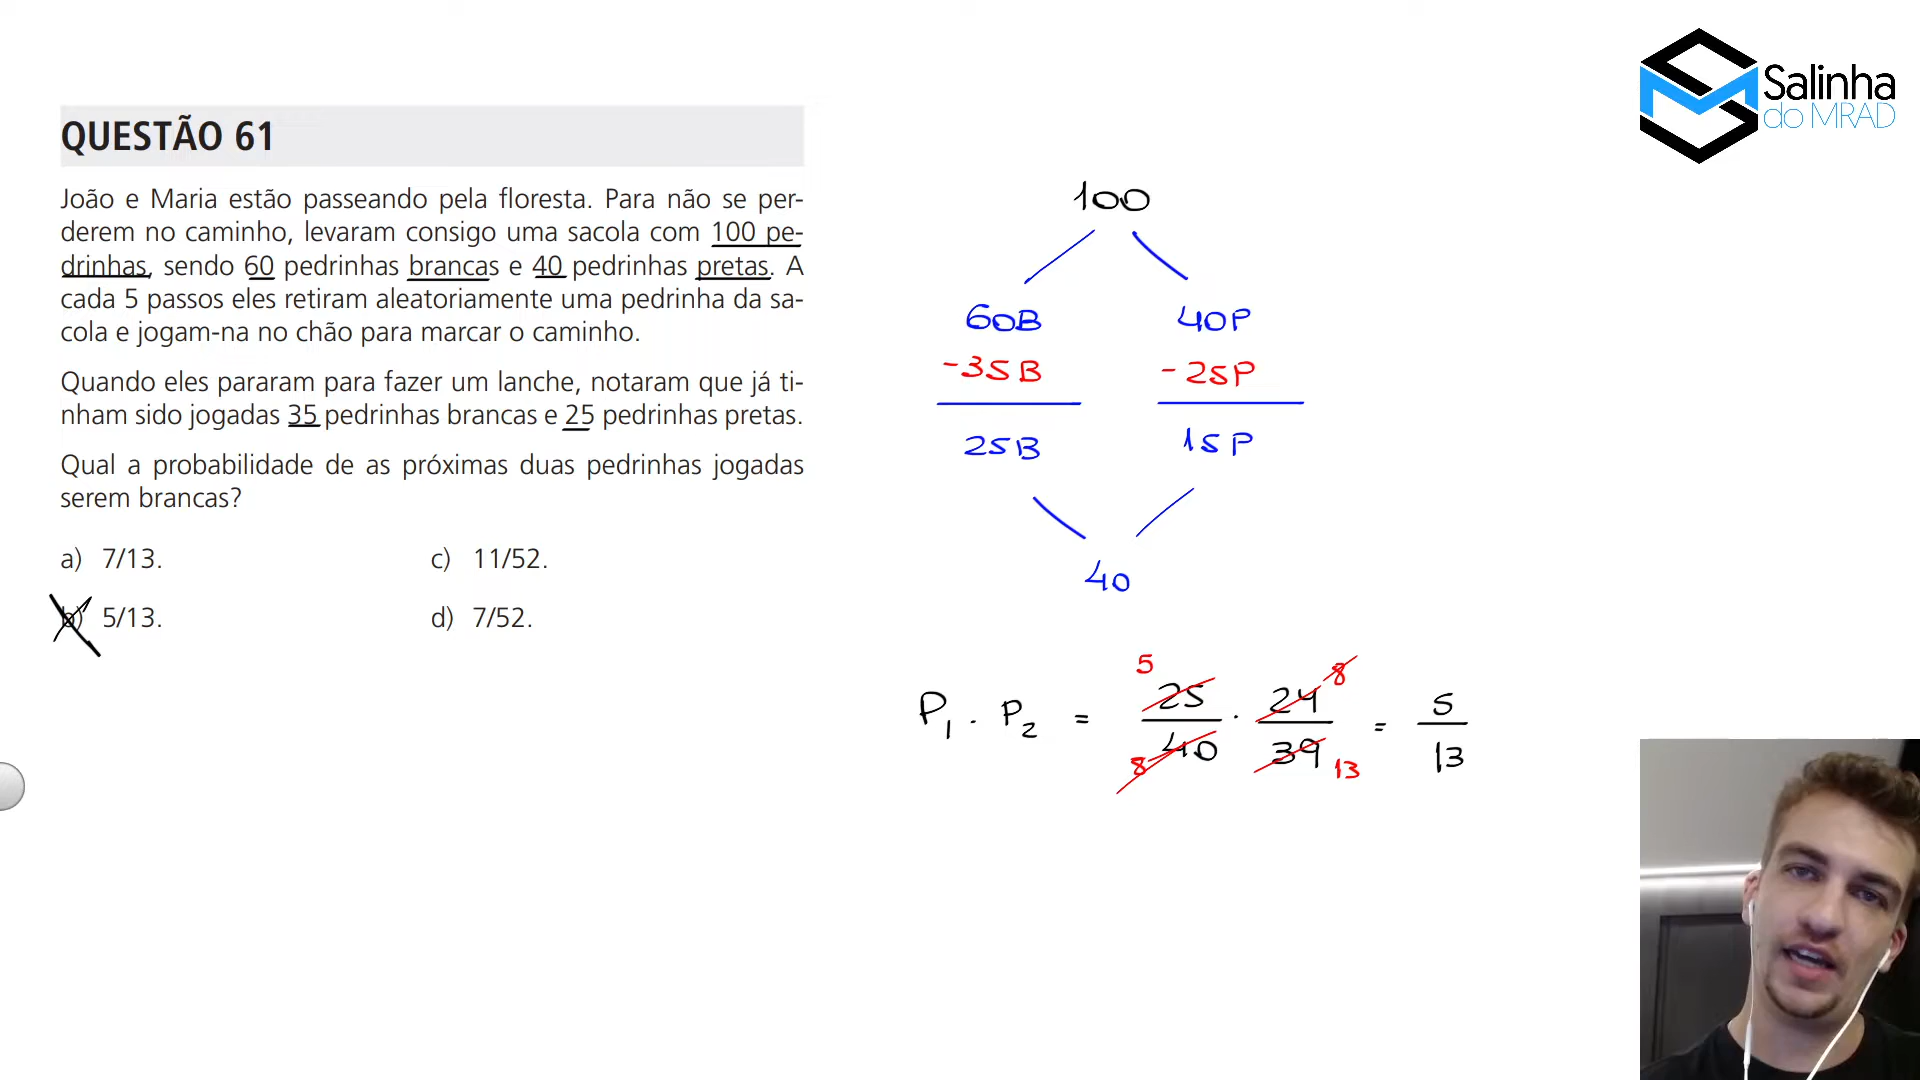 Salinha
do MRAD
QUESTÃO 61
João e Maria estão passeando pela floresta. Para não se per-
derem no caminho, levaram consigo uma sacola com 100 pe-
drinhas, sendo 60 pedrinhas brancas e 40 pedrinhas pretas. A
cada 5 passos eles retiram aleatoriamente uma pedrinha da sa-
cola e jogam-na no chão para marcar o caminho.
Quando eles pararam para fazer um lanche, notaram que já ti-
nham sido jogadas 35 pedrinhas brancas e 25 pedrinhas pretas.
Qual a probabilidade de as próximas duas pedrinhas jogadas
serem brancas?
a) 7/13.
c) 11/52.
b) 5/13.
d) 7/52.
100
60B 40P
-35B -25P
25B 15P
40
5 8
25 24 5
P1 . P2 = . =
40 39 13
8 13